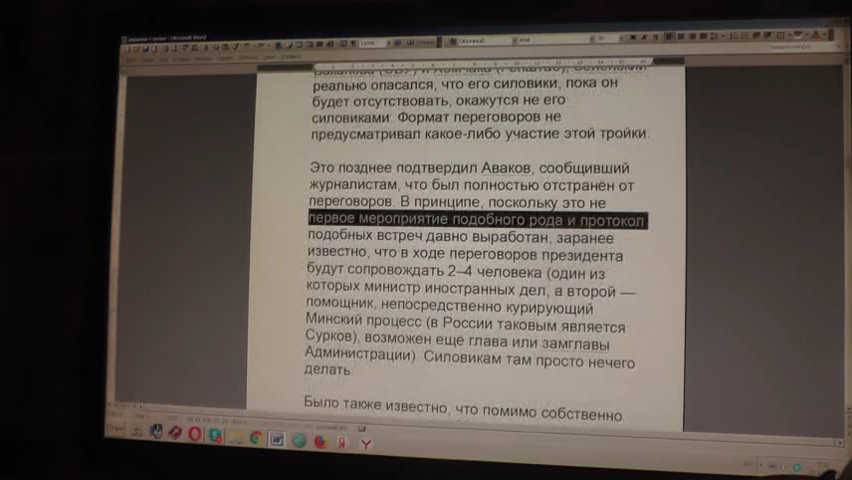 реально опасался, что его силовики, пока он
будет отсутствовать, окажутся не его
силовиками. Формат переговоров не
предусматривал какое-либо участие этой тройки.
Это позднее подтвердил Аваков, сообщивший
журналистам, что был полностью отстранён от
переговоров. В принципе, поскольку это не
первое мероприятие подобного рода и протокол
подобных встреч давно выработан, заранее
известно, что в ходе переговоров президента
будут сопровождать 2–4 человека (один из
которых министр иностранных дел, а второй —
помощник, непосредственно курирующий
Минский процесс (в России таковым является
Сурков), возможен ещё глава или замглавы
Администрации). Силовикам там просто нечего
делать.
Было также известно, что помимо собственно